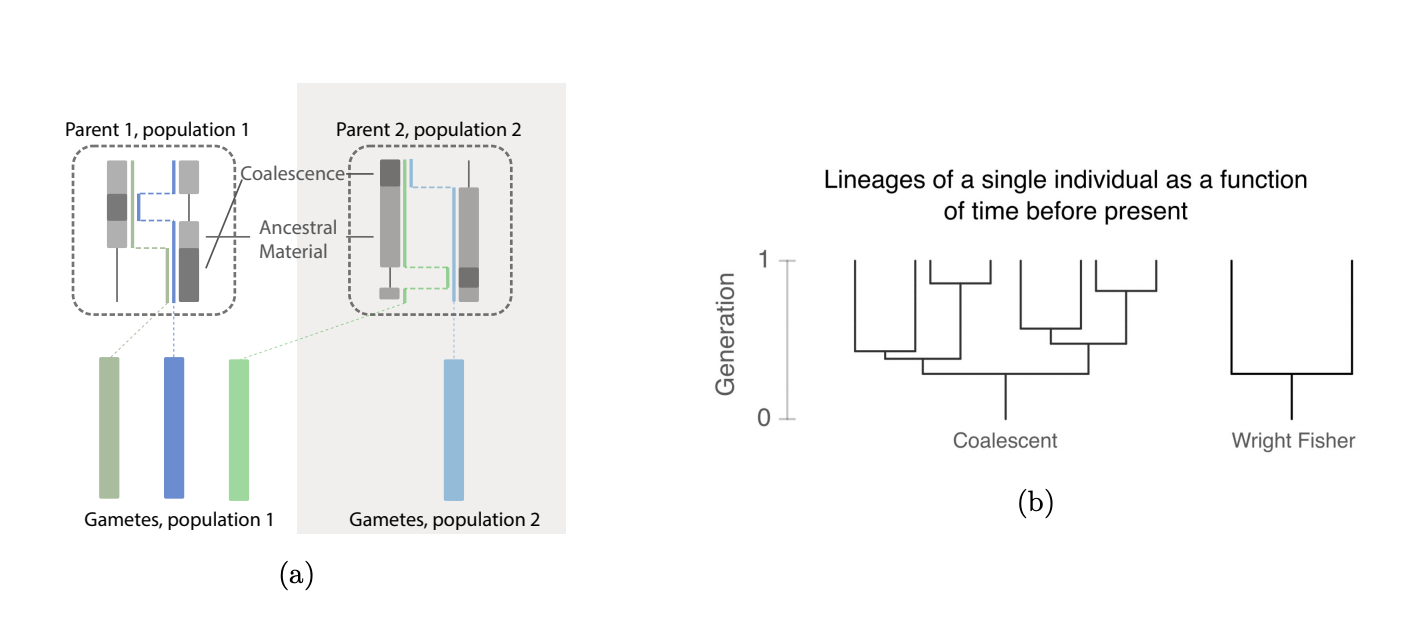 Parent 1, population 1
Parent 2, population 2
Coalescence
Ancestral
Material
Gametes, population 1
Gametes, population 2
(a)
Lineages of a single individual as a function
of time before present
1
Generation
0
Coalescent
Wright Fisher
(b)